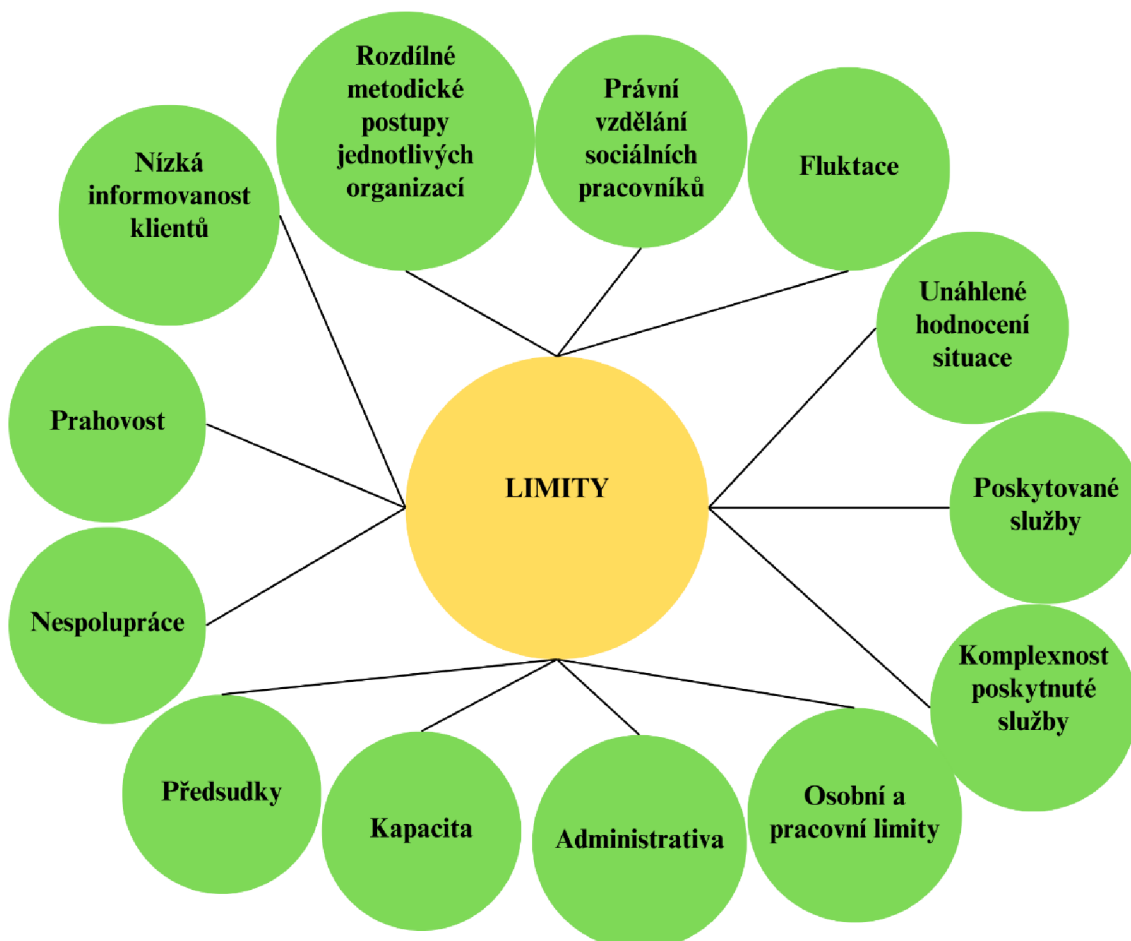 Rozdílné
metodické
postupy
jednotlivých
organizací
Právní
vzdělání
sociálních
pracovníků
Fluktace
Nízká
informovanost
klientů
Unáhlené
hodnocení
situace
Prahovost
LIMITY
Poskytované
služby
Nespolupráce
Komplexnost
poskytnuté
služby
Předsudky
Kapacita
Administrativa
Osobní a
pracovní limity